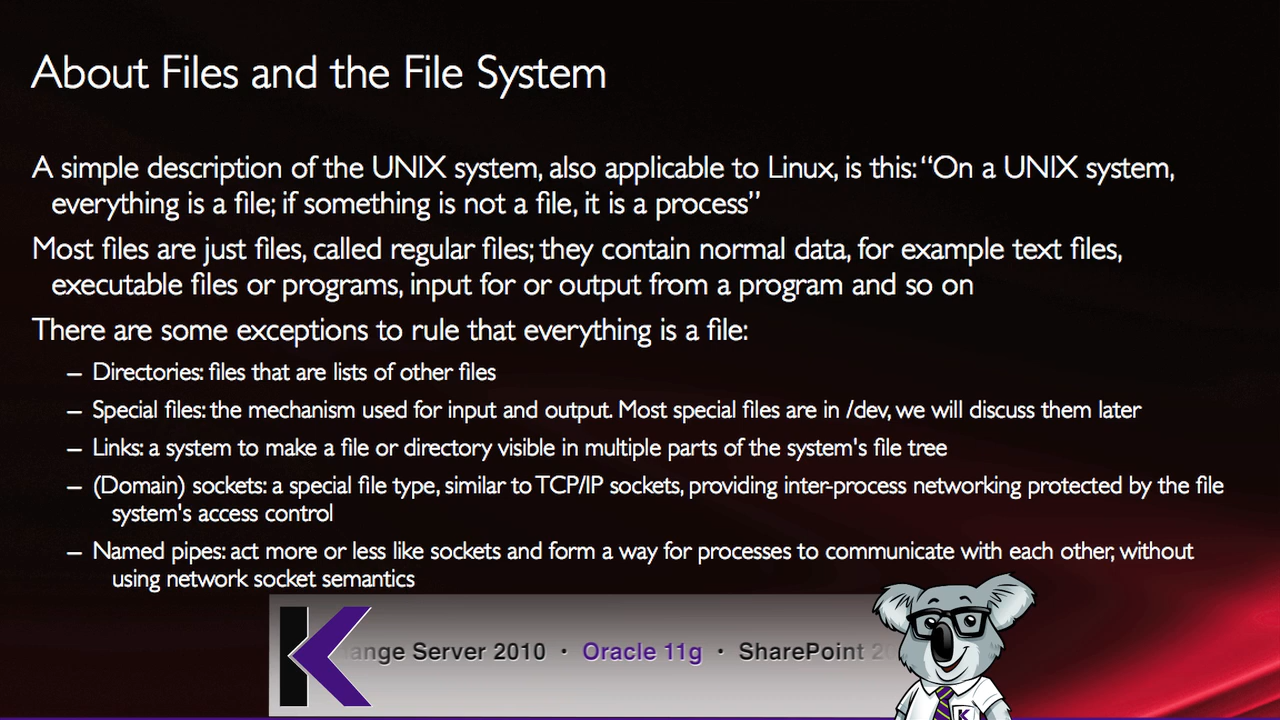 About Files and the File System
A simple description of the UNIX system, also applicable to Linux, is this: “On a UNIX system,
everything is a file; if something is not a file, it is a process”
Most files are just files, called regular files; they contain normal data, for example text files,
executable files or programs, input for or output from a program and so on
There are some exceptions to rule that everything is a file:
– Directories: files that are lists of other files
– Special files: the mechanism used for input and output. Most special files are in /dev, we will discuss them later
– Links: a system to make a file or directory visible in multiple parts of the system's file tree
– (Domain) sockets: a special file type, similar to TCP/IP sockets, providing inter-process networking protected by the file
system's access control
– Named pipes: act more or less like sockets and form a way for processes to communicate with each other, without
using network socket semantics
K
ange Server 2010 · Oracle 11g · SharePoint 2
K